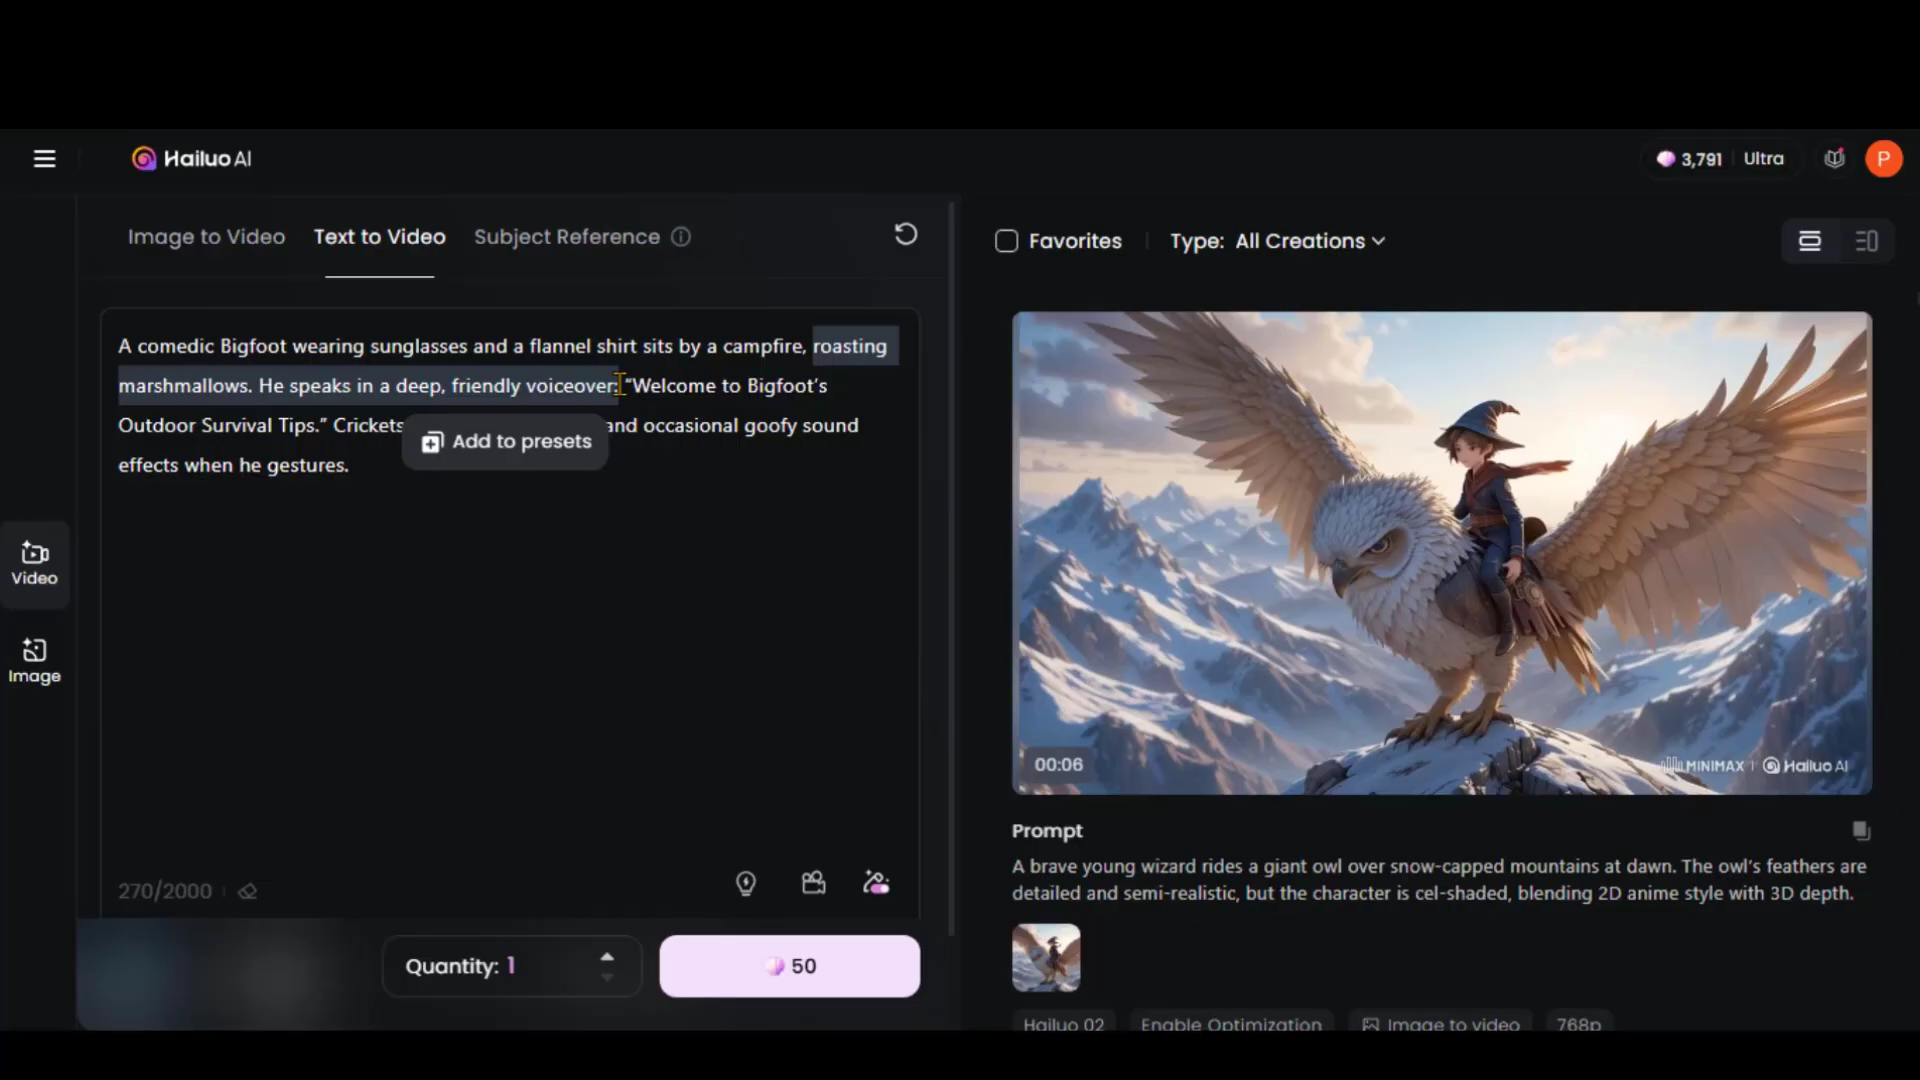 Hailuo AI
3,791 Ultra
P
Image to Video Text to Video Subject Reference
Favorites Type: All Creations
A comedic Bigfoot wearing sunglasses and a flannel shirt sits by a campfire, roasting
marshmallows. He speaks in a deep, friendly voiceover: “Welcome to Bigfoot’s
Outdoor Survival Tips.” Crickets and occasional goofy sound
Add to presets
effects when he gestures.
Video
Image
270/2000
Quantity: 1
50
00:06
MINIMAX | Hailuo AI
Prompt
A brave young wizard rides a giant owl over snow-capped mountains at dawn. The owl’s feathers are
detailed and semi-realistic, but the character is cel-shaded, blending 2D anime style with 3D depth.
Hailuo 02 Enable Optimization Image to video 768p